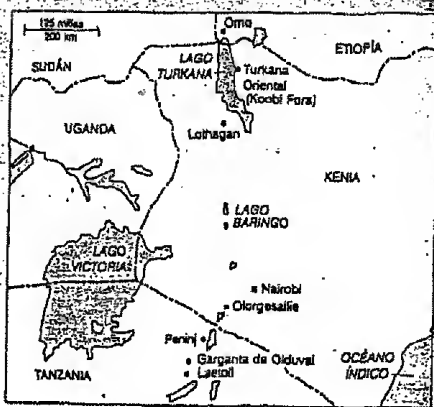 125 millas
200 km
Omo
ETIOPÍA
SUDÁN
LAGO
TURKANA
Turkana
Oriental
(Koobi Fora)
Lothagan
UGANDA
KENIA
LAGO
BARINGO
LAGO
VICTORIA
Nairobi
Olorgesailie
Peninj
Garganta de Olduvai
Laetoli
TANZANIA
OCÉANO
ÍNDICO